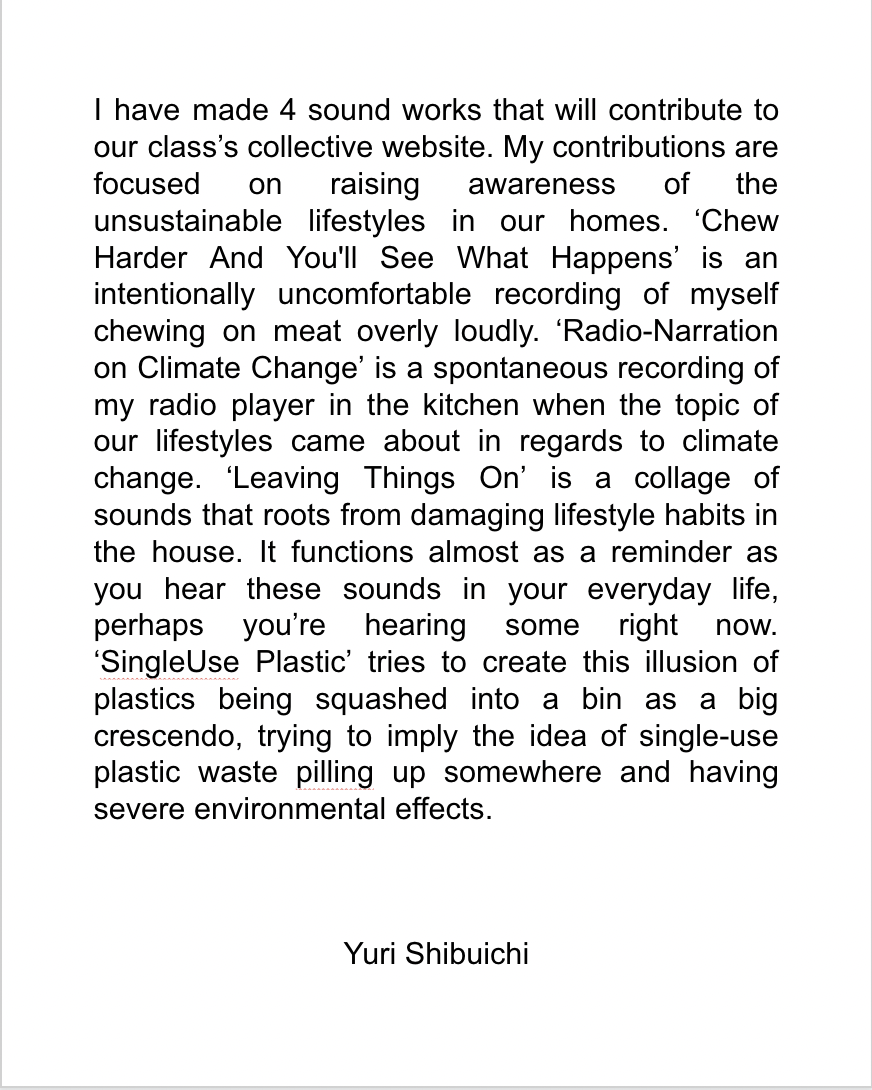 I have made 4 sound works that will contribute to
our class’s collective website. My contributions are
focused on raising awareness of the
unsustainable lifestyles in our homes. ‘Chew
Harder And You'll See What Happens’ is an
intentionally uncomfortable recording of myself
chewing on meat overly loudly. ‘Radio-Narration
on Climate Change’ is a spontaneous recording of
my radio player in the kitchen when the topic of
our lifestyles came about in regards to climate
change. ‘Leaving Things On’ is a collage of
sounds that roots from damaging lifestyle habits in
the house. It functions almost as a reminder as
you hear these sounds in your everyday life,
perhaps you’re hearing some right now.
‘SingleUse Plastic’ tries to create this illusion of
plastics being squashed into a bin as a big
crescendo, trying to imply the idea of single-use
plastic waste pilling up somewhere and having
severe environmental effects.
Yuri Shibuichi